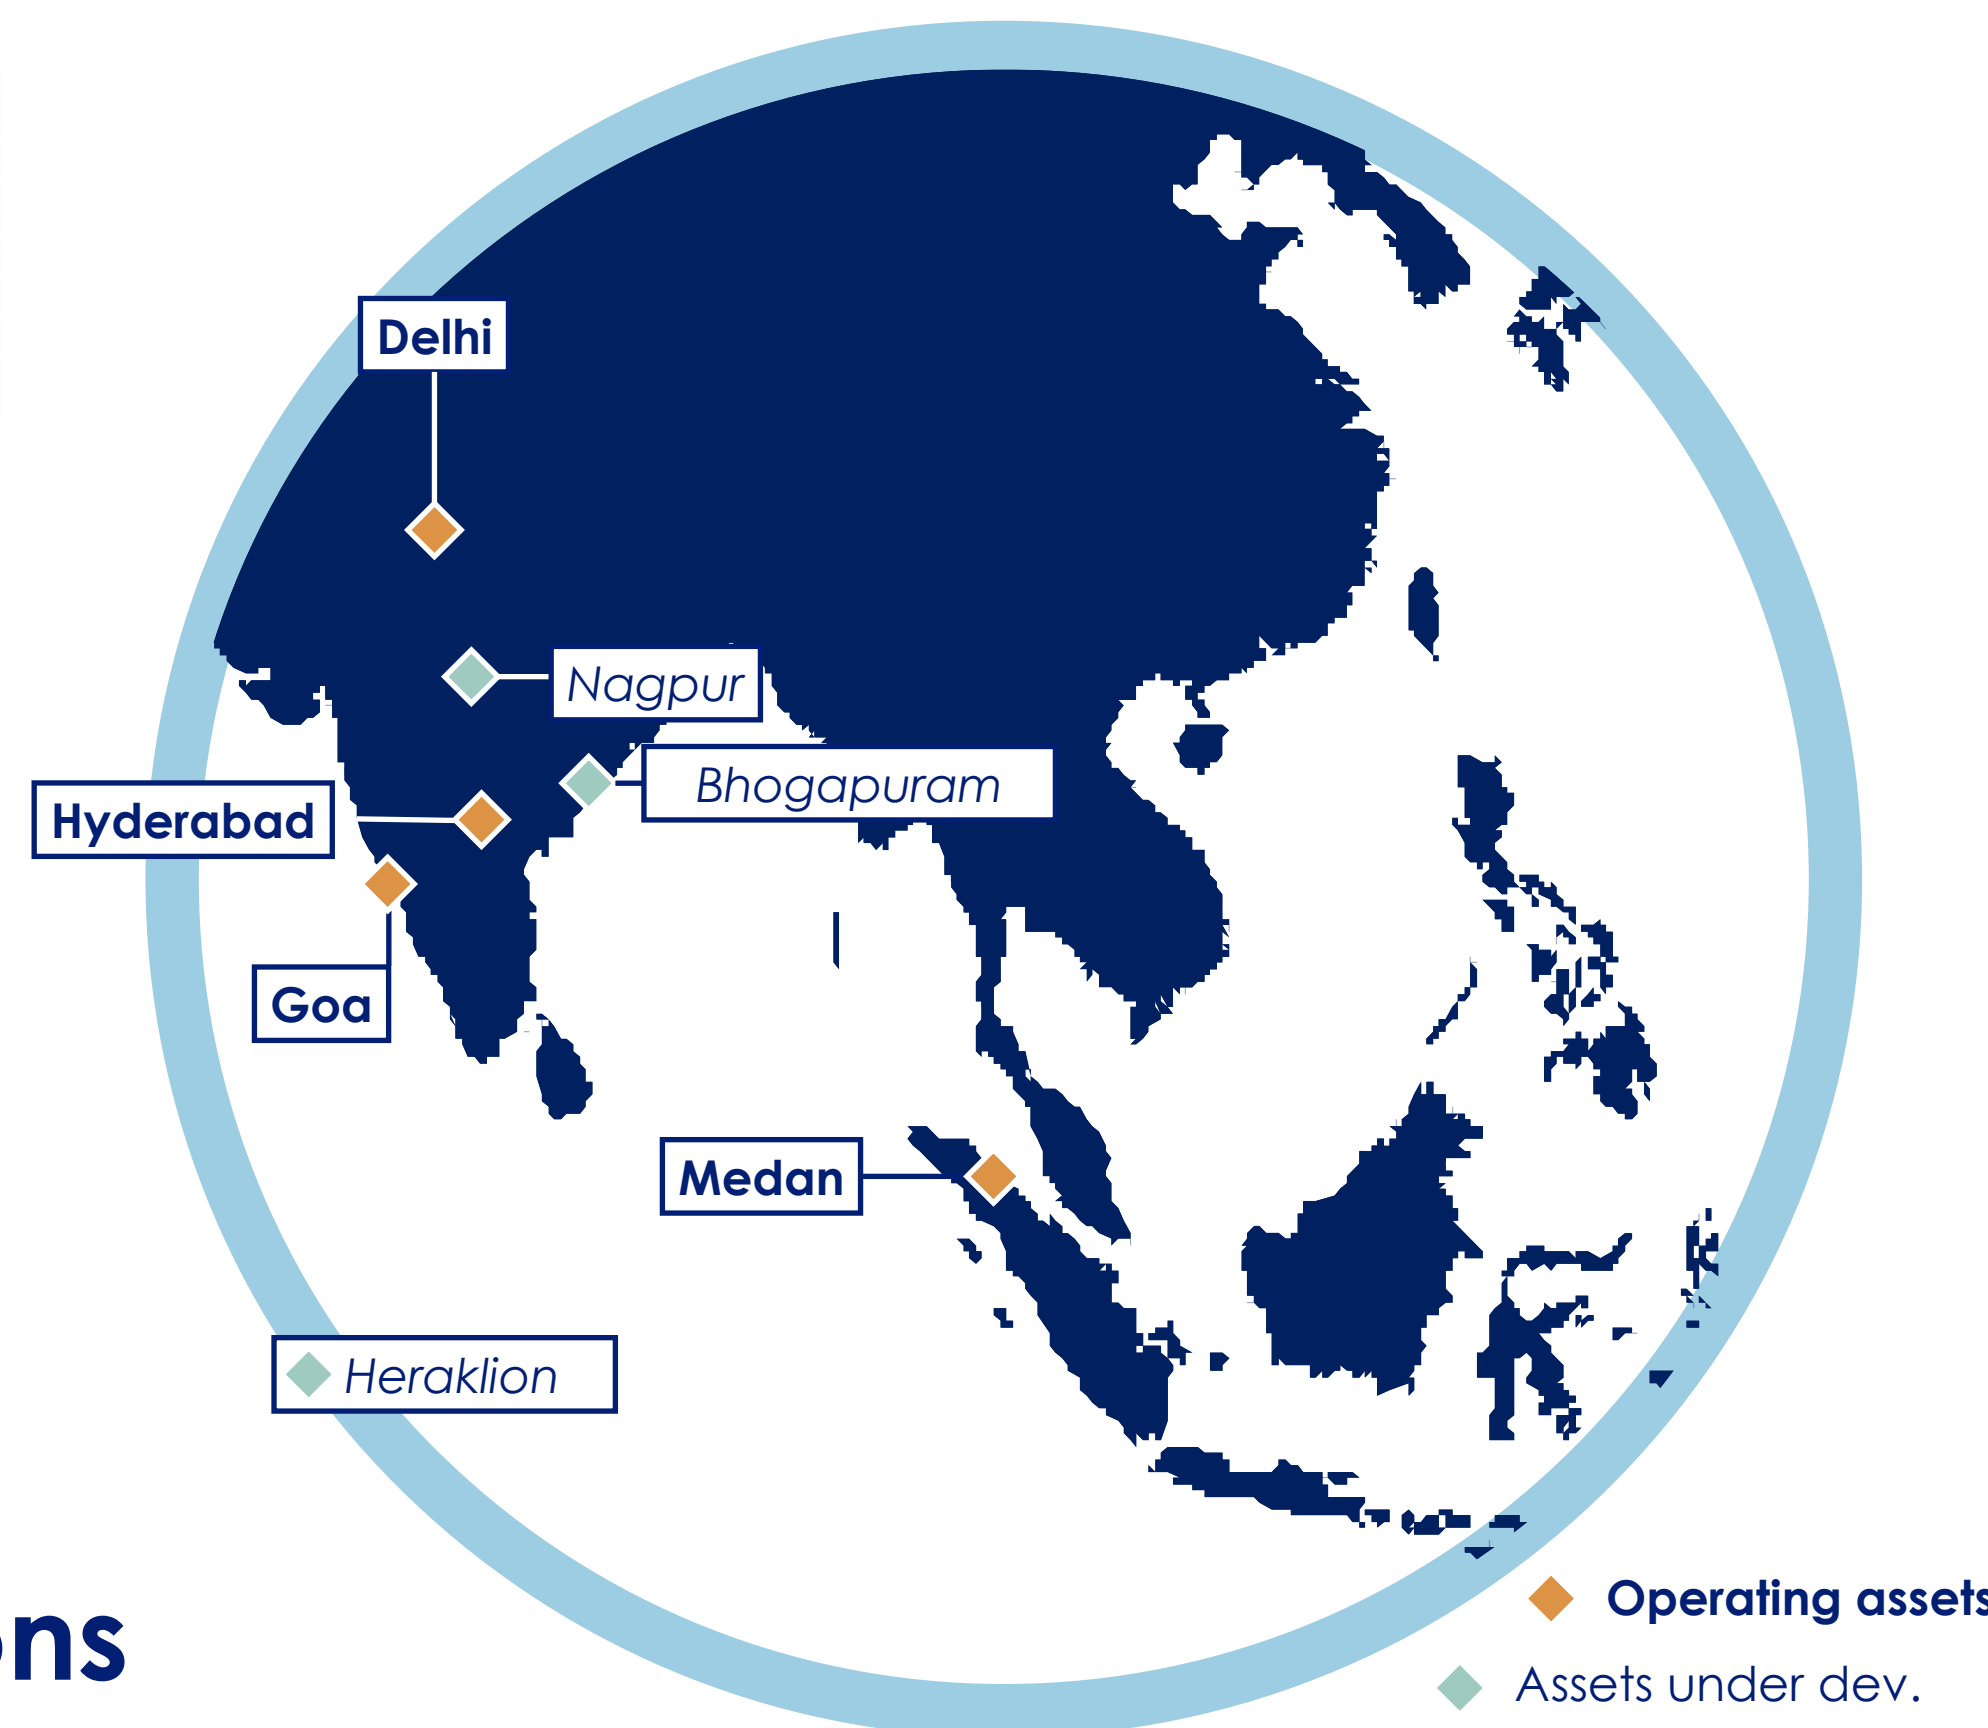 Delhi
Nagpur
Bhogapuram
Hyderabad
Goa
Medan
Heraklion
Operating assets
ns
Assets under dev.